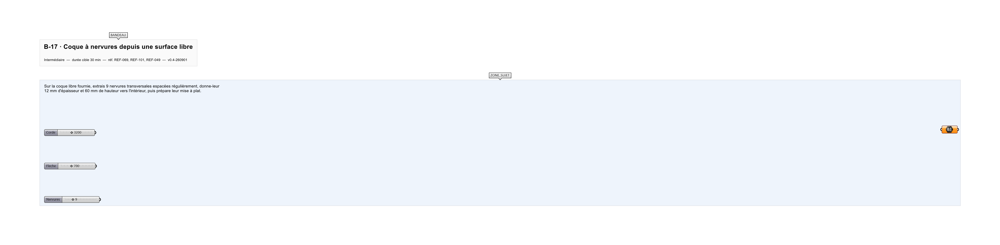 BANDEAU
B-17 · Coque à nervures depuis une surface libre
Intermédiaire — durée cible 30 min — réf. REF-069, REF-101, REF-049 — v0.4-260901
ZONE_SUJET
Sur la coque libre fournie, extrais 9 nervures transversales espacées régulièrement, donne-leur
12 mm d'épaisseur et 60 mm de hauteur vers l'intérieur, puis prépare leur mise à plat.
Corde 3200
0.1
Fleche 700
Nervures 9